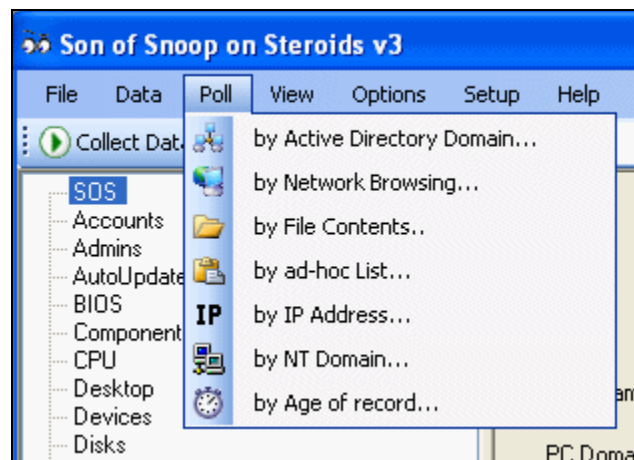 Son of Snoop on Steroids v3
File Data Poll View Options Setup Help
Collect Dat
by Active Directory Domain...
by Network Browsing...
by File Contents..
by ad-hoc List...
IP by IP Address...
by NT Domain...
by Age of record...
SOS
Accounts
Admins
AutoUpdate
BIOS
Component
CPU
Desktop
Devices
Disks
am
PC Doma